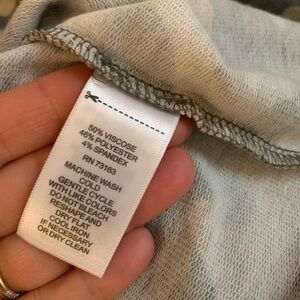 50% VISCOSE
46% POLYESTER
4% SPANDEX
RN 73163
MACHINE WASH
COLD
GENTLE CYCLE
WITH LIKE COLORS
DO NOT BLEACH
RESHAPE AND
DRY FLAT
COOL IRON
IF NECESSARY
OR DRY CLEAN